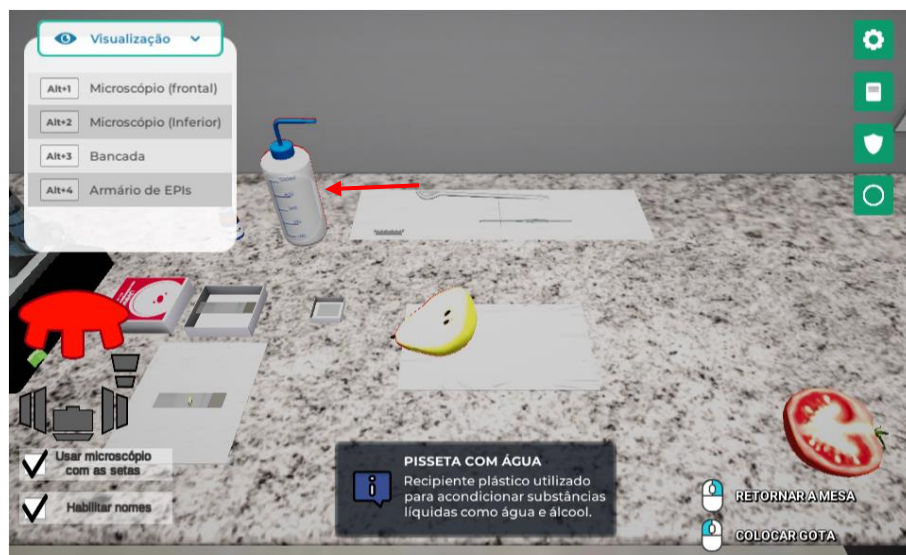 Visualização
Alt+1 Microscópio (frontal)
Alt+2 Microscópio (Inferior)
Alt+3 Bancada
Alt+4 Armário de EPIs
Usar microscópio
com as setas
Habilitar nomes
PISSETA COM ÁGUA
Recipiente plástico utilizado
para acondicionar substâncias
líquidas como água e álcool.
RETORNAR A MESA
COLOCAR GOTA